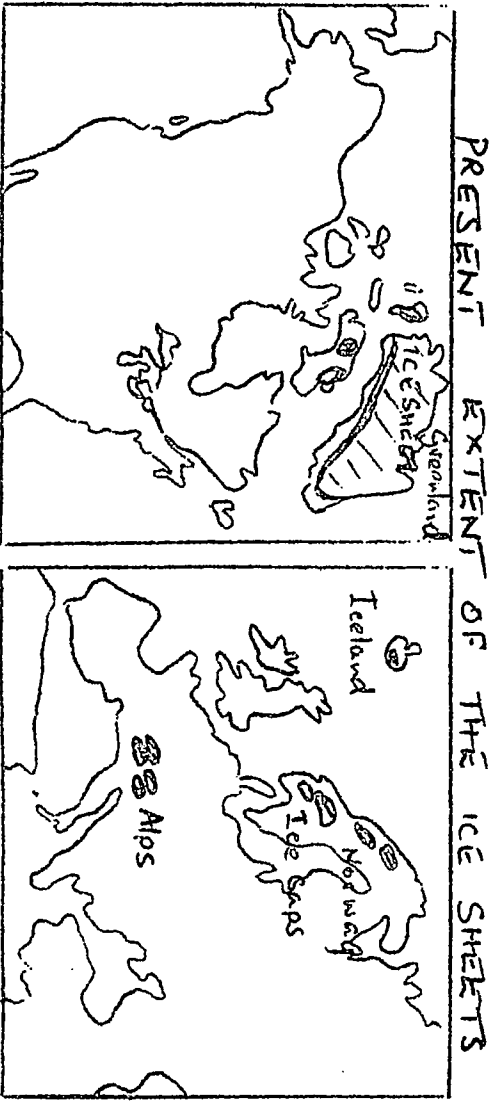 PRESENT EXTENT OF THE ICE SHEETS
ICE SHEET
Greenland
Iceland
Norway
Ice Caps
Alps